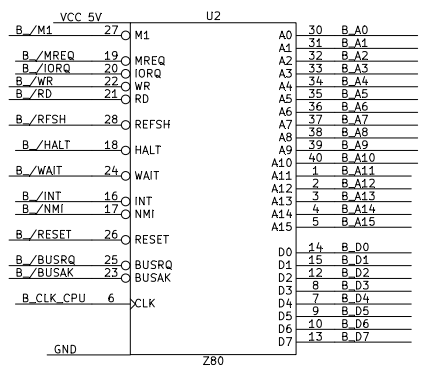 VCC 5V U2
B_/M1 27 M1 A0 30 B_A0
A1 31 B_A1
B_/MREQ 19 MREQ A2 32 B_A2
B_/IORQ 20 IORQ A3 33 B_A3
B_/WR 22 WR A4 34 B_A4
B_/RD 21 RD A5 35 B_A5
A6 36 B_A6
B_/RFSH 28 REFSH A7 37 B_A7
A8 38 B_A8
B_/HALT 18 HALT A9 39 B_A9
A10 40 B_A10
B_/WAIT 24 WAIT A11 1 B_A11
A12 2 B_A12
B_/INT 16 INT A13 3 B_A13
B_/NMI 17 NMI A14 4 B_A14
A15 5 B_A15
B_/RESET 26 RESET
D0 14 B_D0
B_/BUSRQ 25 BUSRQ D1 15 B_D1
B_/BUSAK 23 BUSAK D2 12 B_D2
D3 8 B_D3
B_CLK_CPU 6 CLK D4 7 B_D4
D5 9 B_D5
D6 10 B_D6
D7 13 B_D7
GND
Z80